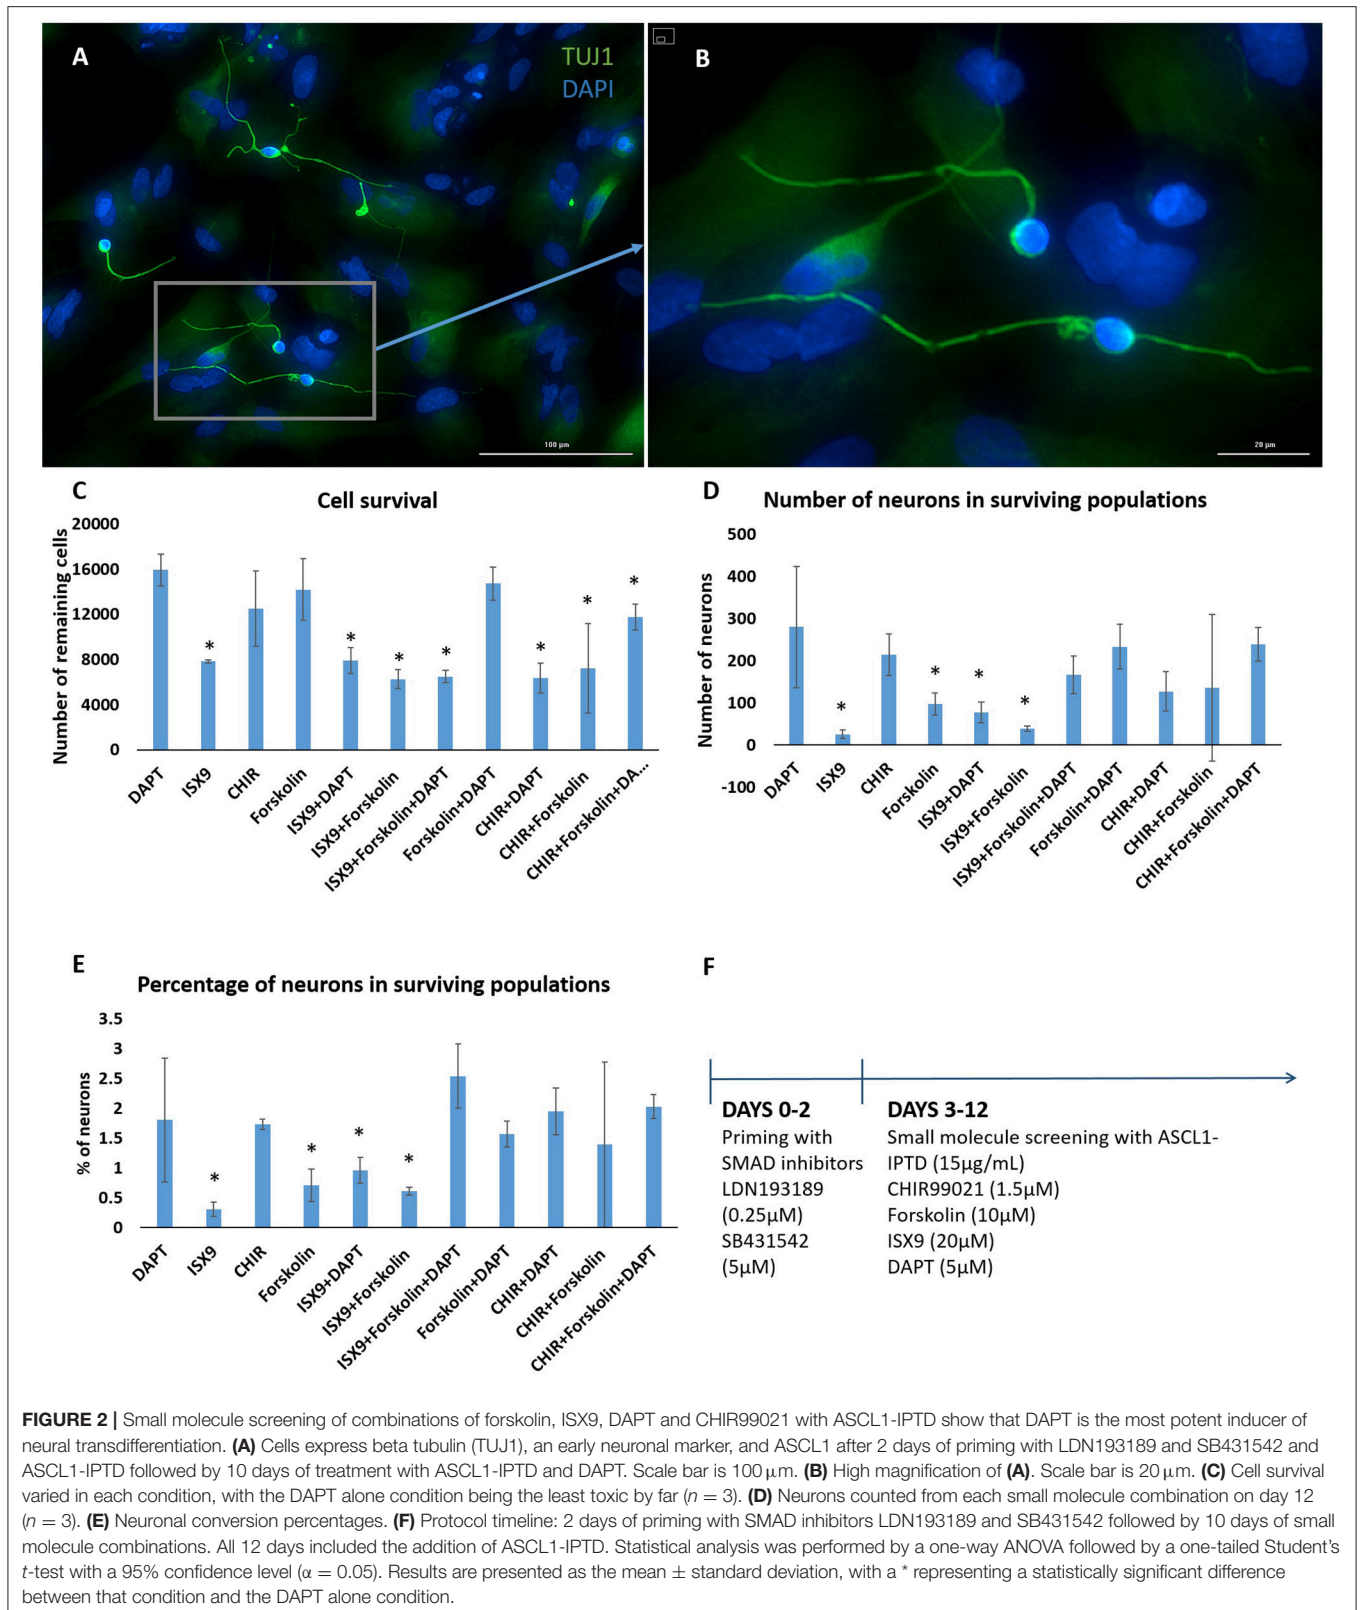 A
TUJ1
DAPI
100 µm
B
20 µm
C
Cell survival
Number of remaining cells
20000
16000
12000
8000
4000
0
*
*
*
*
*
*
*
DAPT
ISX9
CHIR
Forskolin
ISX9+DAPT
ISX9+Forskolin
ISX9+Forskolin+DAPT
Forskolin+DAPT
CHIR+DAPT
CHIR+Forskolin
CHIR+Forskolin+DA...
D
Number of neurons in surviving populations
Number of neurons
500
400
300
200
100
0
-100
*
*
*
*
DAPT
ISX9
CHIR
Forskolin
ISX9+DAPT
ISX9+Forskolin
ISX9+Forskolin+DAPT
Forskolin+DAPT
CHIR+DAPT
CHIR+Forskolin
CHIR+Forskolin+DAPT
E
Percentage of neurons in surviving populations
% of neurons
3.5
3
2.5
2
1.5
1
0.5
0
*
*
*
*
DAPT
ISX9
CHIR
Forskolin
ISX9+DAPT
ISX9+Forskolin
ISX9+Forskolin+DAPT
Forskolin+DAPT
CHIR+DAPT
CHIR+Forskolin
CHIR+Forskolin+DAPT
F
DAYS 0-2
Priming with
SMAD inhibitors
LDN193189
(0.25µM)
SB431542
(5µM)
DAYS 3-12
Small molecule screening with ASCL1-
IPTD (15µg/mL)
CHIR99021 (1.5µM)
Forskolin (10µM)
ISX9 (20µM)
DAPT (5µM)
FIGURE 2 | Small molecule screening of combinations of forskolin, ISX9, DAPT and CHIR99021 with ASCL1-IPTD show that DAPT is the most potent inducer of
neural transdifferentiation. (A) Cells express beta tubulin (TUJ1), an early neuronal marker, and ASCL1 after 2 days of priming with LDN193189 and SB431542 and
ASCL1-IPTD followed by 10 days of treatment with ASCL1-IPTD and DAPT. Scale bar is 100 µm. (B) High magnification of (A). Scale bar is 20 µm. (C) Cell survival
varied in each condition, with the DAPT alone condition being the least toxic by far (n = 3). (D) Neurons counted from each small molecule combination on day 12
(n = 3). (E) Neuronal conversion percentages. (F) Protocol timeline: 2 days of priming with SMAD inhibitors LDN193189 and SB431542 followed by 10 days of small
molecule combinations. All 12 days included the addition of ASCL1-IPTD. Statistical analysis was performed by a one-way ANOVA followed by a one-tailed Student's
t-test with a 95% confidence level (α = 0.05). Results are presented as the mean ± standard deviation, with a * representing a statistically significant difference
between that condition and the DAPT alone condition.